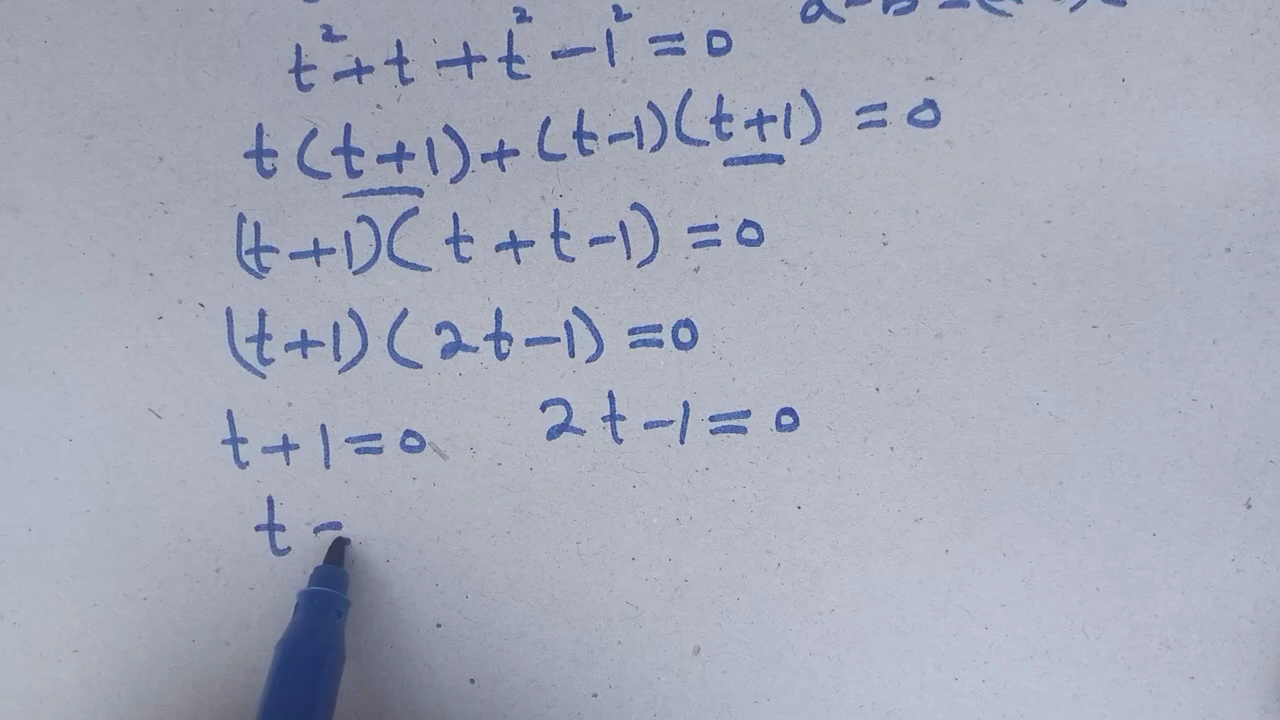 t² + t + t² - 1² = 0
t(t+1) + (t-1)(t+1) = 0
(t+1)(t + t - 1) = 0
(t+1)(2t-1) = 0
t + 1 = 0 2t - 1 = 0
t =